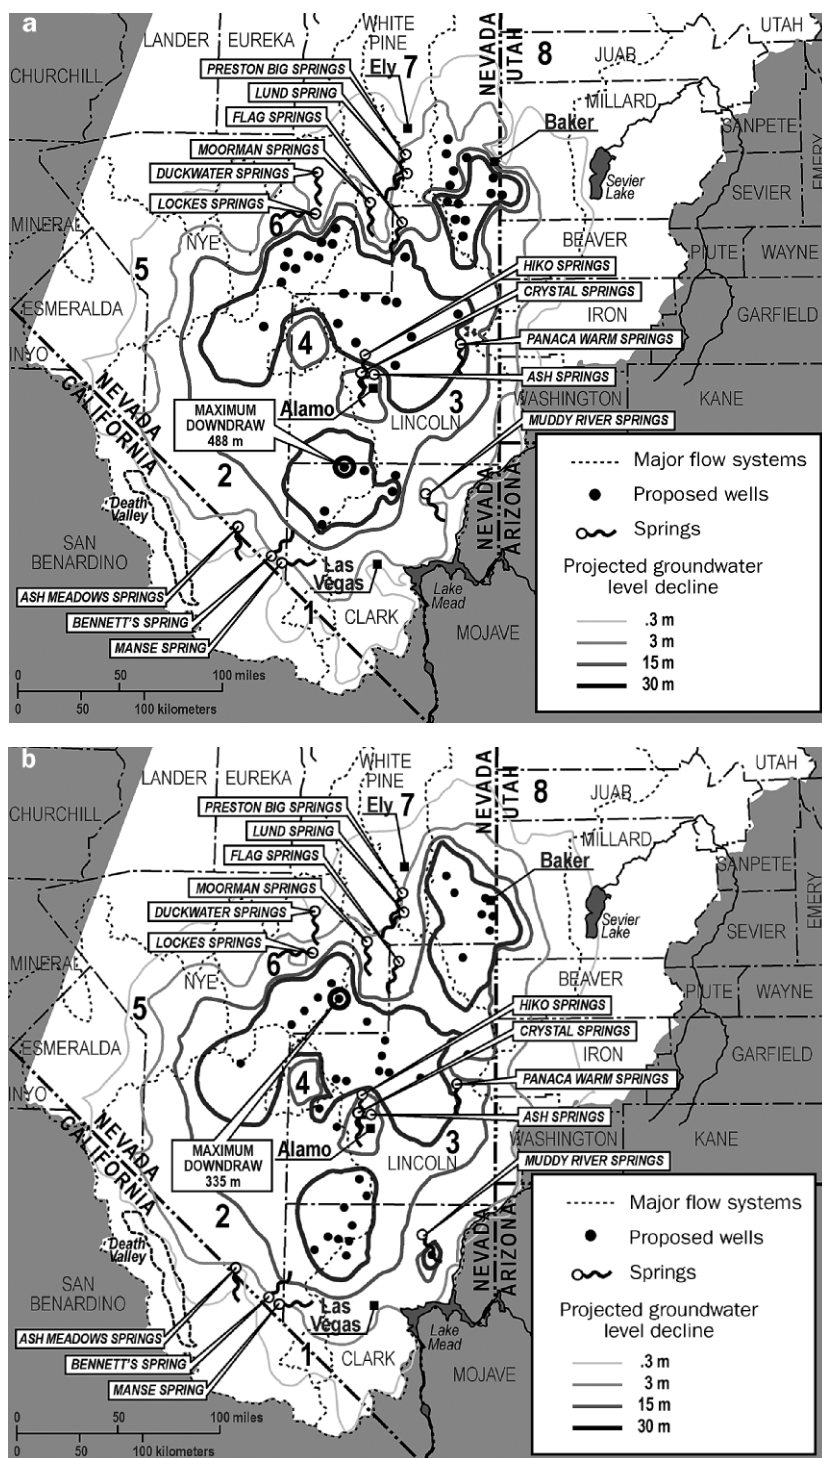 a
WHITE
PINE
NEVADA
UTAH
UTAH
LANDER
EUREKA
8
JUAB
PRESTON BIG SPRINGS
Ely
7
CHURCHILL
LUND SPRING
MILLARD
FLAG SPRINGS
Baker
SANPETE
MOORMAN SPRINGS
EMERY
DUCKWATER SPRINGS
Sevier
Lake
SEVIER
LOCKES SPRINGS
MINERAL
6
NYE
BEAVER
PIUTE
WAYNE
5
HIKO SPRINGS
CRYSTAL SPRINGS
ESMERALDA
IRON
GARFIELD
4
PANACA WARM SPRINGS
INYO
ASH SPRINGS
NEVADA
CALIFORNIA
MAXIMUM
DOWNDRAW
488 m
Alamo
3
WASHINGTON
KANE
LINCOLN
MUDDY RIVER SPRINGS
2
NEVADA
ARIZONA
Major flow systems
Proposed wells
Springs
Projected groundwater
level decline
.3 m
3 m
15 m
30 m
Death
Valley
SAN
BENARDINO
Las
Vegas
ASH MEADOWS SPRINGS
Lake
Mead
BENNETT'S SPRING
1
CLARK
MANSE SPRING
MOJAVE
0 50 100 miles
0 50 100 kilometers
b
WHITE
PINE
NEVADA
UTAH
UTAH
LANDER
EUREKA
8
JUAB
PRESTON BIG SPRINGS
Ely
7
CHURCHILL
LUND SPRING
MILLARD
FLAG SPRINGS
Baker
SANPETE
MOORMAN SPRINGS
EMERY
DUCKWATER SPRINGS
Sevier
Lake
SEVIER
LOCKES SPRINGS
MINERAL
6
NYE
BEAVER
PIUTE
WAYNE
5
HIKO SPRINGS
CRYSTAL SPRINGS
ESMERALDA
IRON
GARFIELD
4
PANACA WARM SPRINGS
INYO
ASH SPRINGS
NEVADA
CALIFORNIA
MAXIMUM
DOWNDRAW
335 m
Alamo
3
WASHINGTON
KANE
LINCOLN
MUDDY RIVER SPRINGS
2
NEVADA
ARIZONA
Major flow systems
Proposed wells
Springs
Projected groundwater
level decline
.3 m
3 m
15 m
30 m
Death
Valley
SAN
BENARDINO
Las
Vegas
ASH MEADOWS SPRINGS
Lake
Mead
BENNETT'S SPRING
1
CLARK
MANSE SPRING
MOJAVE
0 50 100 miles
0 50 100 kilometers